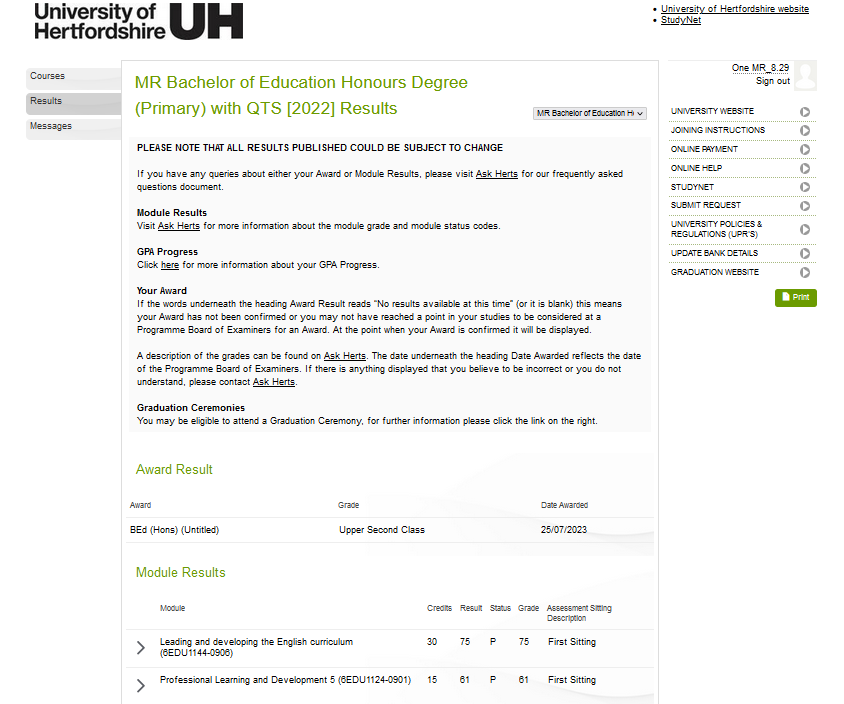 University of
Hertfordshire UH
University of Hertfordshire website
StudyNet
Courses
Results
Messages
MR Bachelor of Education Honours Degree
(Primary) with QTS [2022] Results
MR Bachelor of Education H
PLEASE NOTE THAT ALL RESULTS PUBLISHED COULD BE SUBJECT TO CHANGE
If you have any queries about either your Award or Module Results, please visit Ask Herts for our frequently asked
questions document.
Module Results
Visit Ask Herts for more information about the module grade and module status codes.
GPA Progress
Click here for more information about your GPA Progress.
Your Award
If the words underneath the heading Award Result reads "No results available at this time" (or it is blank) this means
your Award has not been confirmed or you may not have reached a point in your studies to be considered at a
Programme Board of Examiners for an Award. At the point when your Award is confirmed it will be displayed.
A description of the grades can be found on Ask Herts. The date underneath the heading Date Awarded reflects the date
of the Programme Board of Examiners. If there is anything displayed that you believe to be incorrect or you do not
understand, please contact Ask Herts.
Graduation Ceremonies
You may be eligible to attend a Graduation Ceremony, for further information please click the link on the right.
Award Result
Award Grade Date Awarded
BEd (Hons) (Untitled) Upper Second Class 25/07/2023
Module Results
Module Credits Result Status Grade Assessment Sitting
Description
Leading and developing the English curriculum 30 75 P 75 First Sitting
(6EDU1144-0906)
Professional Learning and Development 5 (6EDU1124-0901) 15 61 P 61 First Sitting
One MR_8.29
Sign out
UNIVERSITY WEBSITE
JOINING INSTRUCTIONS
ONLINE PAYMENT
ONLINE HELP
STUDYNET
SUBMIT REQUEST
UNIVERSITY POLICIES &
REGULATIONS (UPR'S)
UPDATE BANK DETAILS
GRADUATION WEBSITE
Print